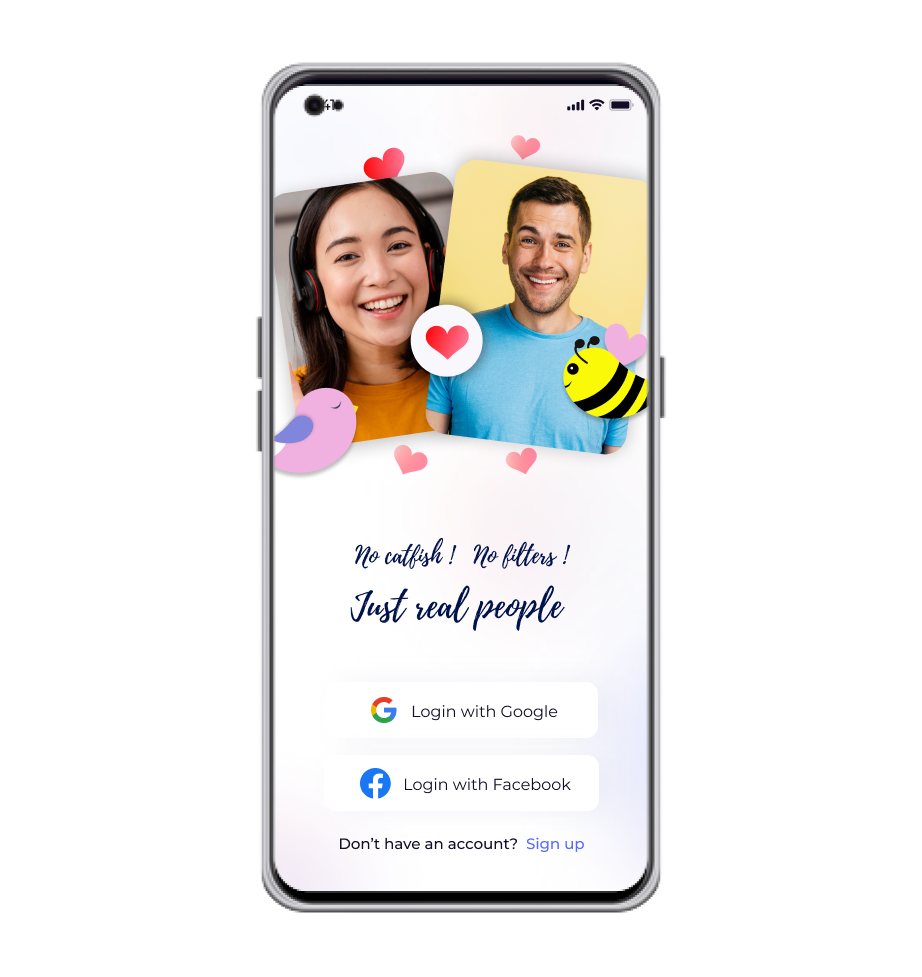 No catfish ! No filters !
Just real people
Login with Google
Login with Facebook
Don't have an account? Sign up